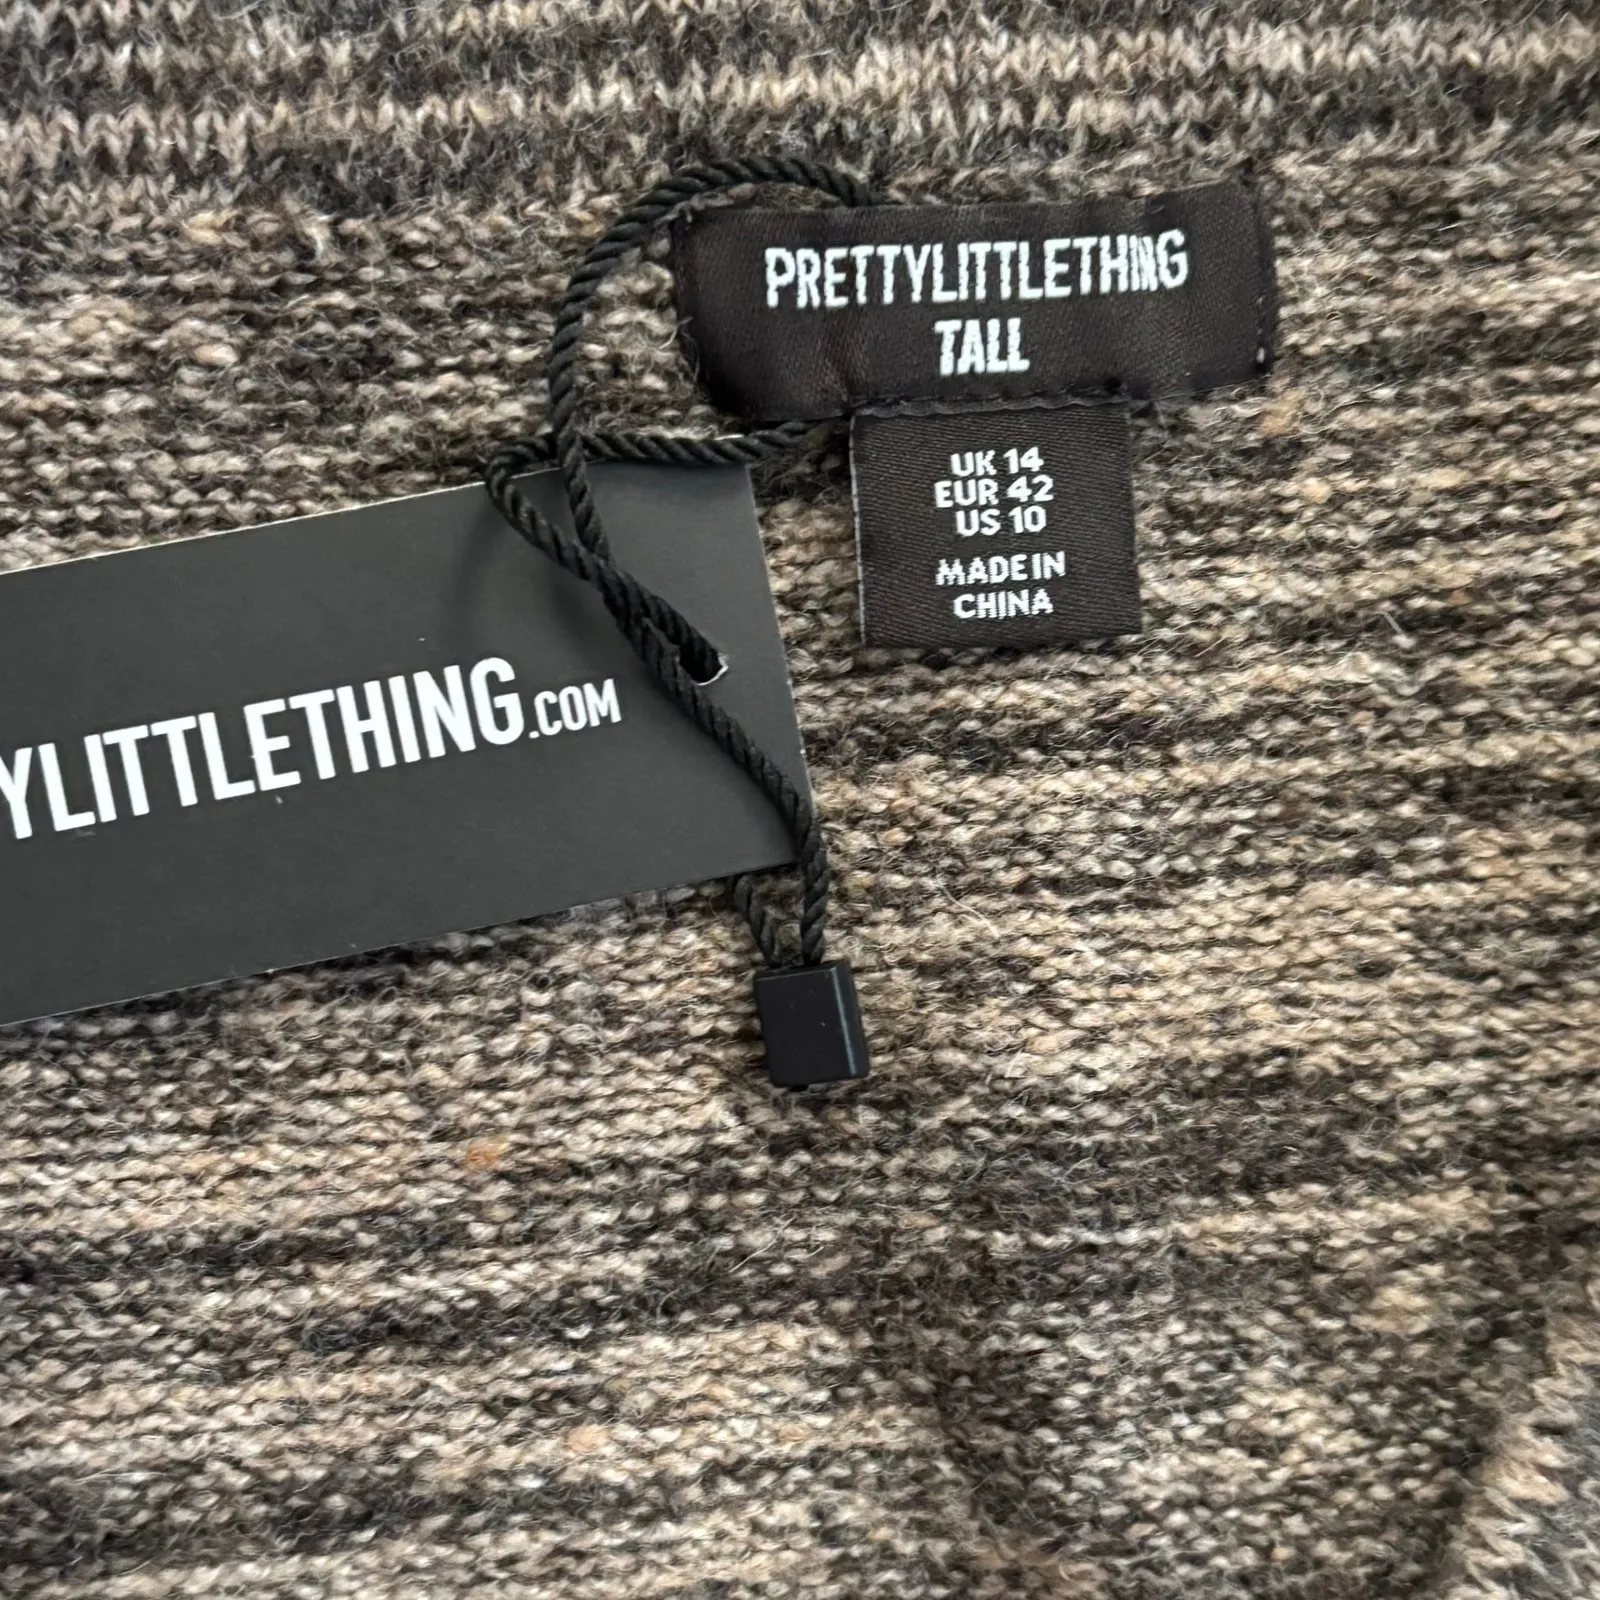 PRETTYLITTLETHING
TALL
UK 14
EUR 42
US 10
MADE IN
CHINA
YLITTLETHING.COM